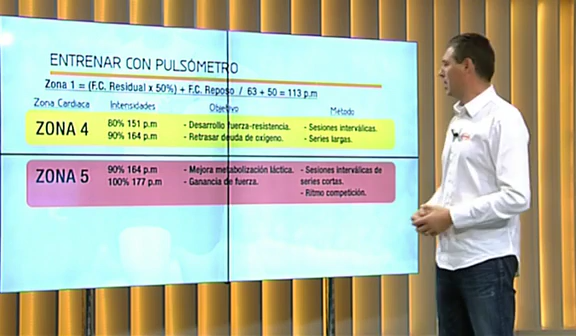 ENTRENAR CON PULSÓMETRO
Zona 1 = (F.C. Residual x 50%) + F.C. Reposo / 63 + 50 = 113 p.m
Zona Cardiaca Intensidades Objetivo Método
ZONA 4
80% 151 p.m
90% 164 p.m
- Desarrollo fuerza-resistencia.
- Retrasar deuda de oxígeno.
- Sesiones interválicas.
- Series largas.
ZONA 5
90% 164 p.m
100% 177 p.m
- Mejora metabolización láctica.
- Ganancia de fuerza.
- Sesiones interválicas de
series cortas.
- Ritmo competición.